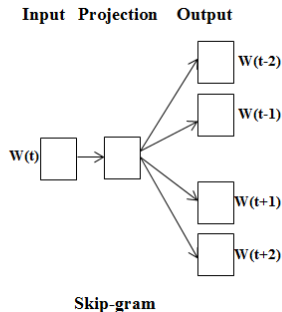 Input Projection Output
W(t-2)
W(t-1)
W(t)
W(t+1)
W(t+2)
Skip-gram